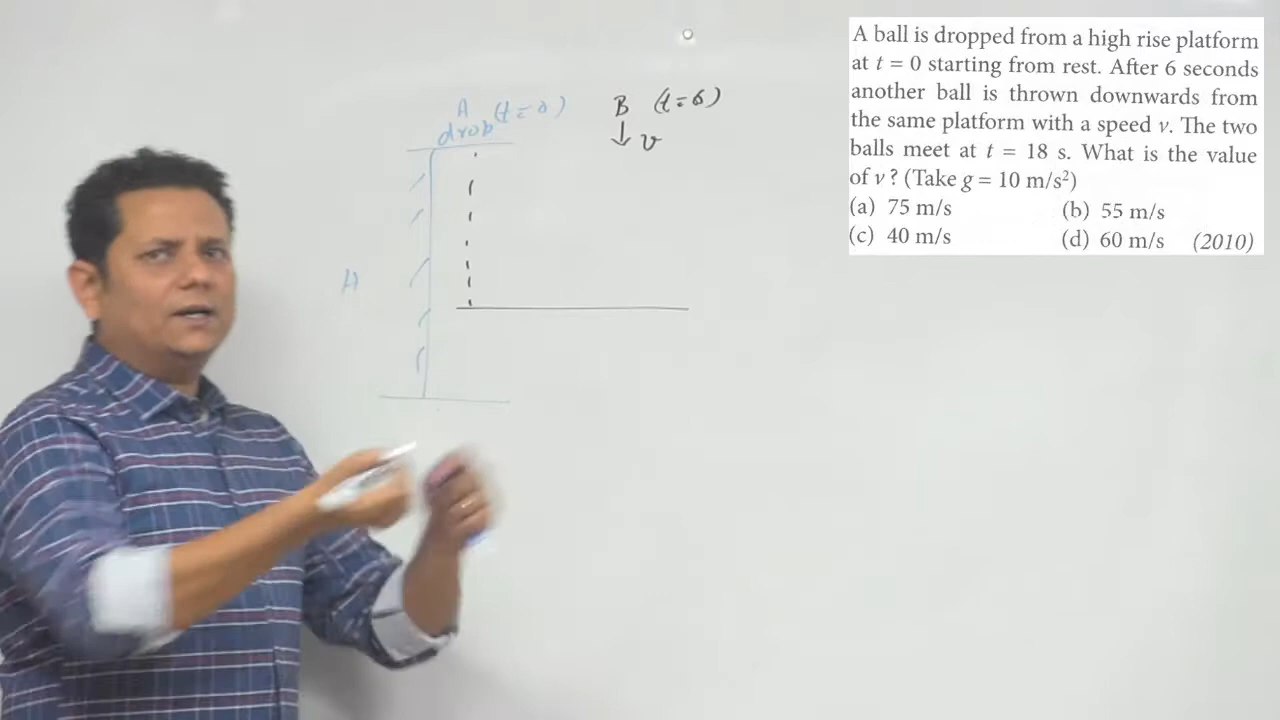 A (t=0)
drop
B (t=6)
v
H
A ball is dropped from a high rise platform
at t = 0 starting from rest. After 6 seconds
another ball is thrown downwards from
the same platform with a speed v. The two
balls meet at t = 18 s. What is the value
of v? (Take g = 10 m/s²)
(a) 75 m/s (b) 55 m/s
(c) 40 m/s (d) 60 m/s (2010)